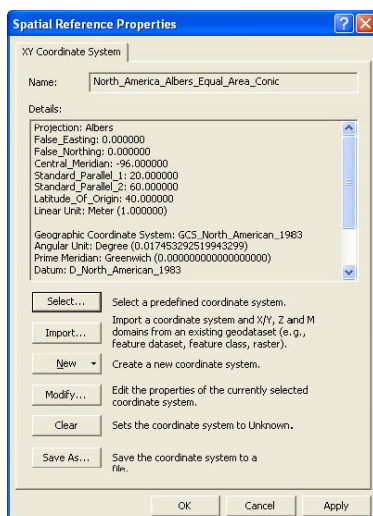 Spatial Reference Properties
XY Coordinate System
Name: North_America_Albers_Equal_Area_Conic
Details:
Projection: Albers
False_Easting: 0.000000
False_Northing: 0.000000
Central_Meridian: -96.000000
Standard_Parallel_1: 20.000000
Standard_Parallel_2: 60.000000
Latitude_Of_Origin: 40.000000
Linear Unit: Meter (1.000000)
Geographic Coordinate System: GCS_North_American_1983
Angular Unit: Degree (0.017453292519943299)
Prime Meridian: Greenwich (0.000000000000000000)
Datum: D_North_American_1983
Select... Select a predefined coordinate system.
Import... Import a coordinate system and X/Y, Z and M
domains from an existing geodataset (e.g.,
feature dataset, feature class, raster).
New Create a new coordinate system.
Modify... Edit the properties of the currently selected
coordinate system.
Clear Sets the coordinate system to Unknown.
Save As... Save the coordinate system to a
file.
OK Cancel Apply